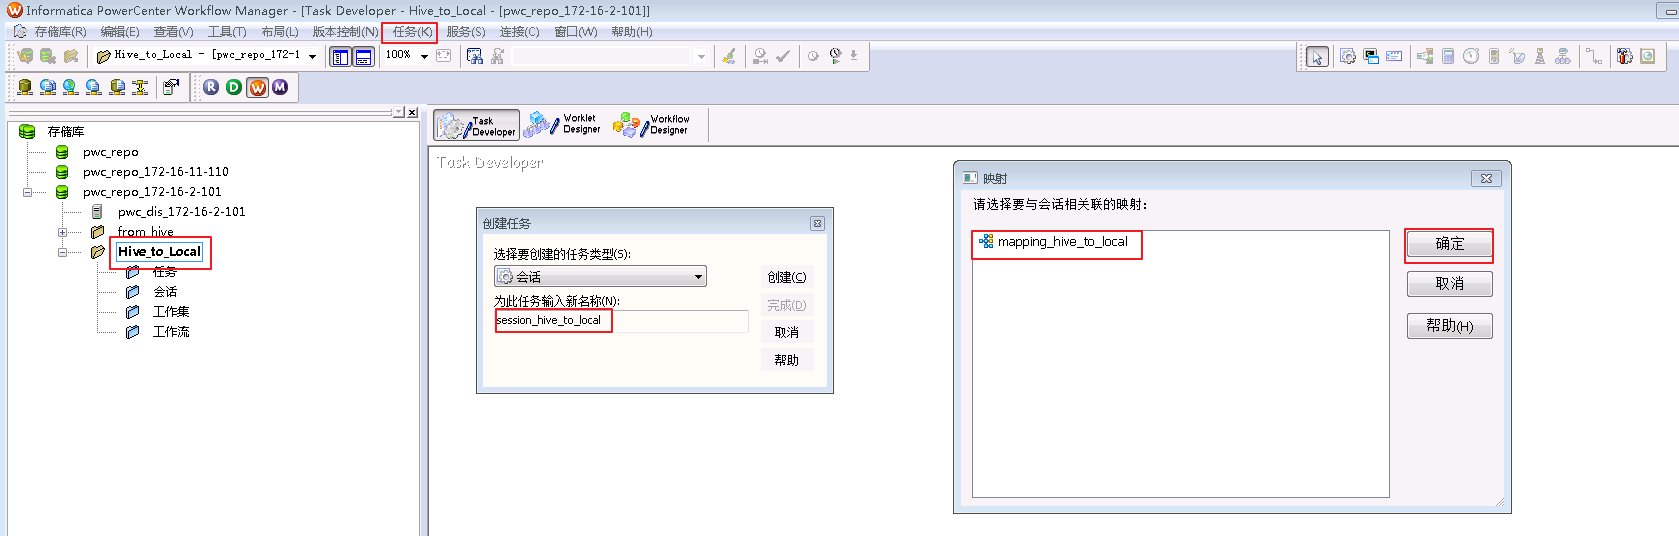 Informatica PowerCenter Workflow Manager - [Task Developer - Hive_to_Local - [pwc_repo_172-16-2-101]]
存储库(R) 编辑(E) 查看(V) 工具(T) 布局(L) 版本控制(N) 任务(K) 服务(S) 连接(C) 窗口(W) 帮助(H)
Hive_to_Local - [pwc_repo_172-1 100%
R D W M
存储库
pwc_repo
pwc_repo_172-16-11-110
pwc_repo_172-16-2-101
pwc_dis_172-16-2-101
from_hive
Hive_to_Local
任务
会话
工作集
工作流
Task Developer
Worklet Designer
Workflow Designer
Task Developer
创建任务
选择要创建的任务类型(S):
会话
创建(C)
为此任务输入新名称(N):
完成(D)
session_hive_to_local
取消
帮助
映射
请选择要与会话相关联的映射:
mapping_hive_to_local
确定
取消
帮助(H)